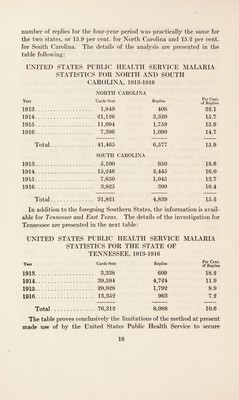 number of replies for the four-year period was practically the same for
the two states, or 15.9 per cent. for North Carolina and 15.2 per cent.
for South Carolina. The details of the analysis are presented in the
table following:
UNITED STATES PUBLIC HEALTH SERVICE MALARIA
STATISTICS FOR NORTH AND SOUTH
CAROLINA, 1913-1916
NORTH CAROLINA
Year Cards Sent Replies Per Cent. of Replies
1913 1,849 408 22.1
1914 21,126 3,320 15.7
1915 11,094 1,759 15.9
1916 7,396 1,090 14.7
Total 41,465 6,577 15.9
SOUTH CAROLINA
1913 5,100 950 18.6
1914 15,246 2,445 16.0
1915 7,650 1,045 13.7
1916 3,825 399 10.4
Total 31,821 4,839 15.2
In addition to the foregoing Southern States, the information is avail-
able for Tennessee and East Texas. The details of the investigation for
Tennessee are presented in the next table:
UNITED STATES PUBLIC HEALTH SERVICE MALARIA
STATISTICS FOR THE STATE OF
TENNESSEE, 1913-1916
Year Cards Sent Replies Per Cent. of Replies
1913 3,338 609 18.2
1914 39,594 4,724 11.9
1915 20,028 1,792 8.9
1916 13,352 963 7.2
Total 76,312 8,088 10.6
The table proves conclusively the limitations of the method at present
made use of by the United States Public Health Service to secure
18